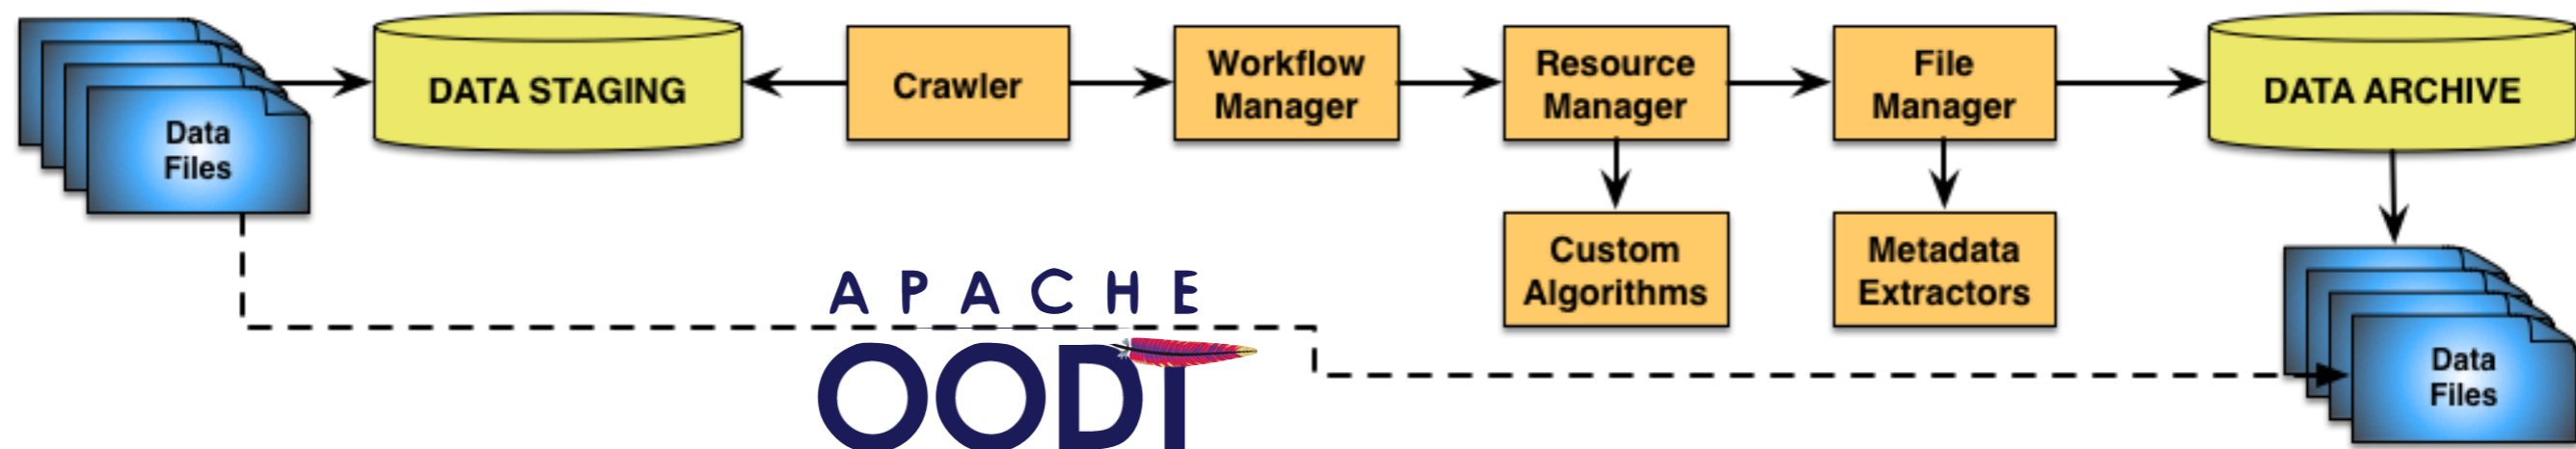 Data
Files
DATA STAGING
Crawler
Workflow
Manager
Resource
Manager
File
Manager
DATA ARCHIVE
Custom
Algorithms
Metadata
Extractors
APACHE
OODT
Data
Files